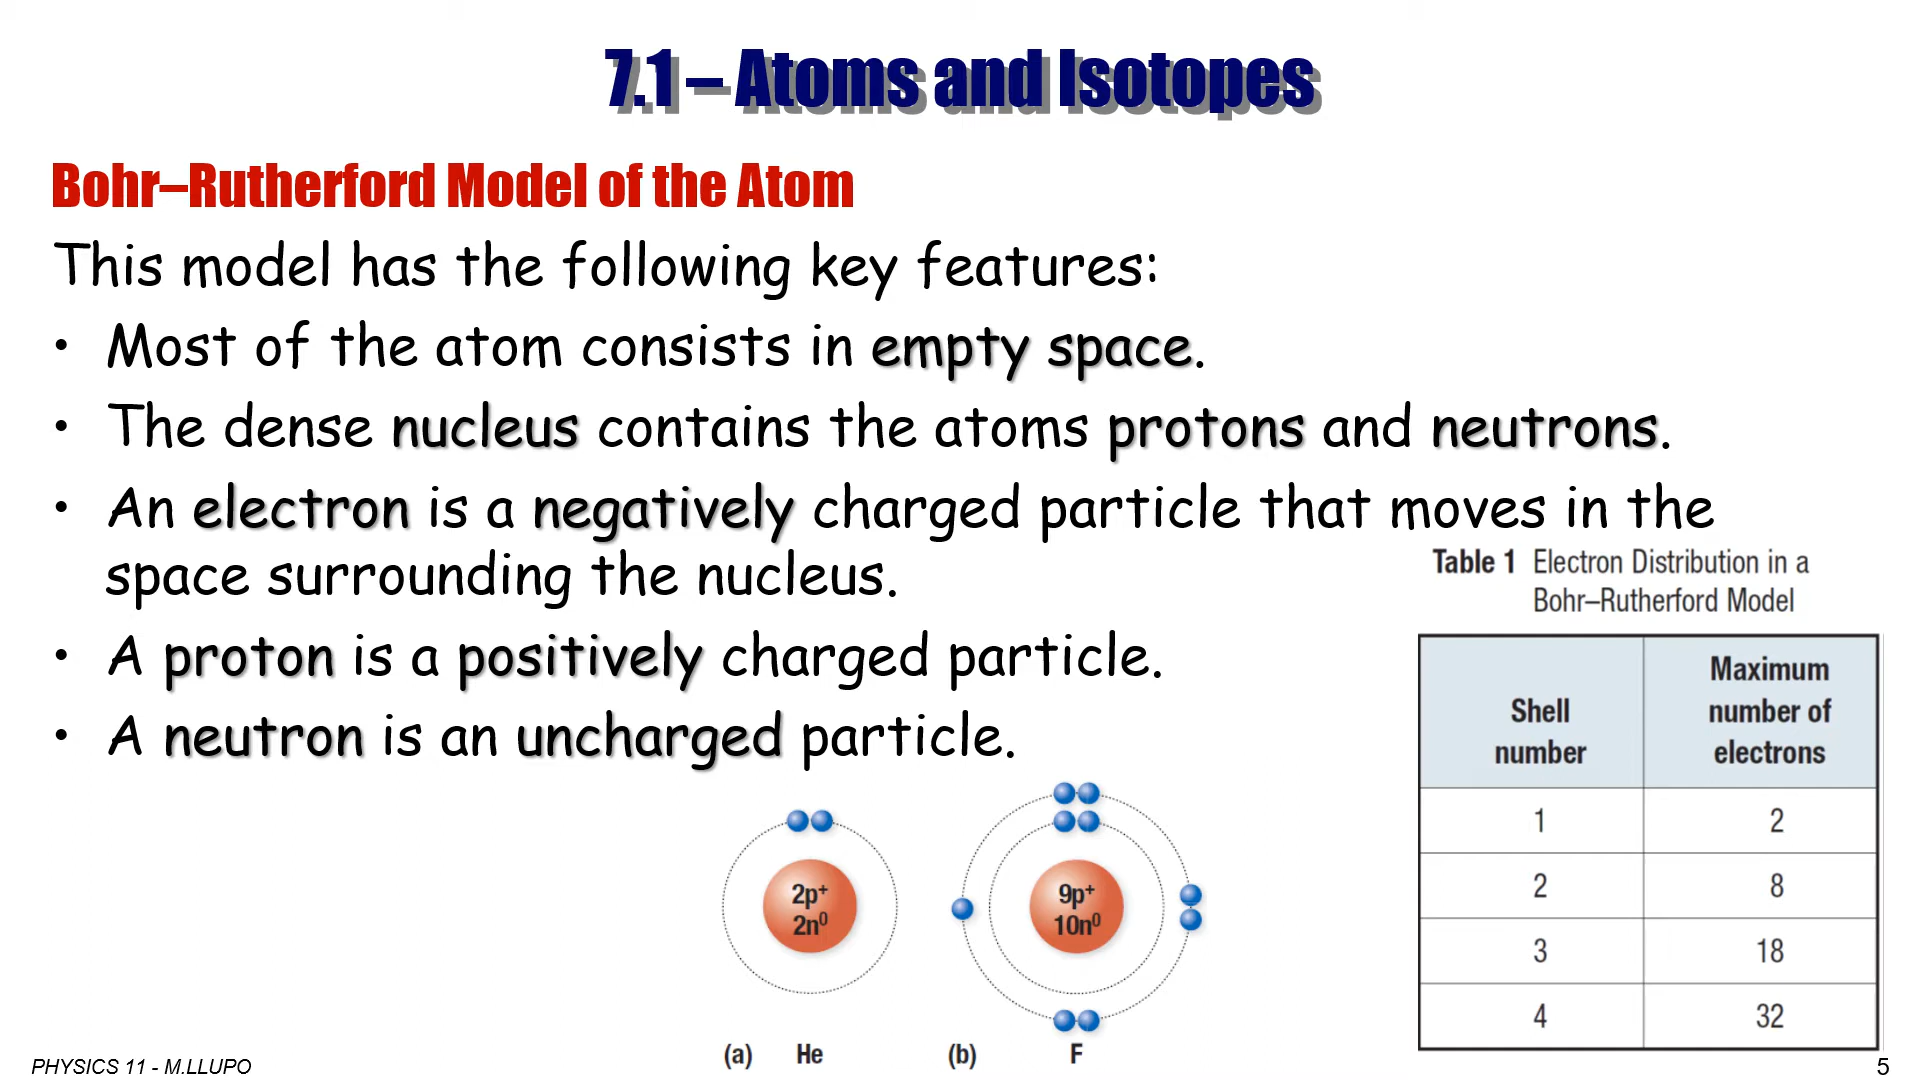 7.1 – Atoms and Isotopes
Bohr–Rutherford Model of the Atom
This model has the following key features:
• Most of the atom consists in empty space.
• The dense nucleus contains the atoms protons and neutrons.
• An electron is a negatively charged particle that moves in the
space surrounding the nucleus.
• A proton is a positively charged particle.
• A neutron is an uncharged particle.
2p⁺
2n⁰
(a) He
9p⁺
10n⁰
(b) F
Table 1 Electron Distribution in a
Bohr–Rutherford Model
Shell
number
Maximum
number of
electrons
1 2
2 8
3 18
4 32
PHYSICS 11 - M.LLUPO
5